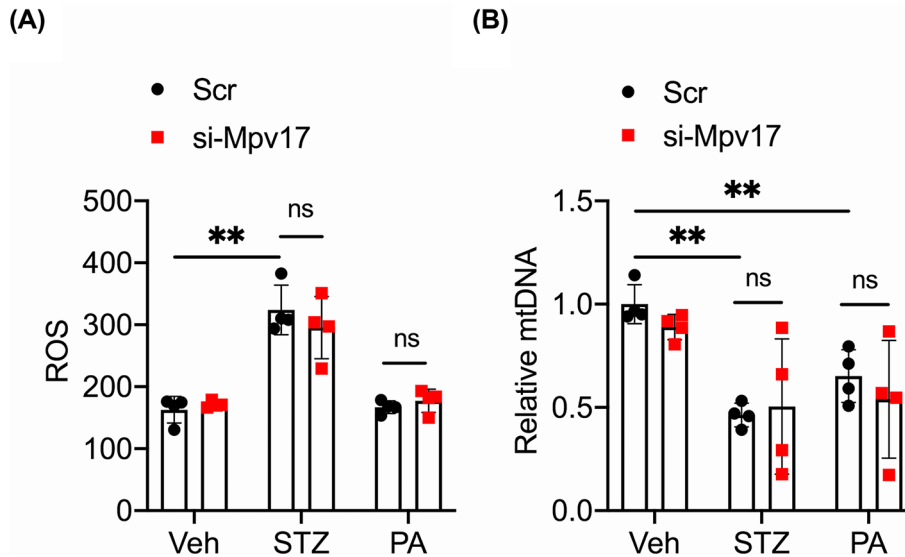 (A)
Scr
si-Mpv17
500
400
300
200
100
0
ROS
**
ns
ns
Veh
STZ
PA
(B)
Scr
si-Mpv17
1.5
1.0
0.5
0.0
Relative mtDNA
**
**
ns
ns
Veh
STZ
PA